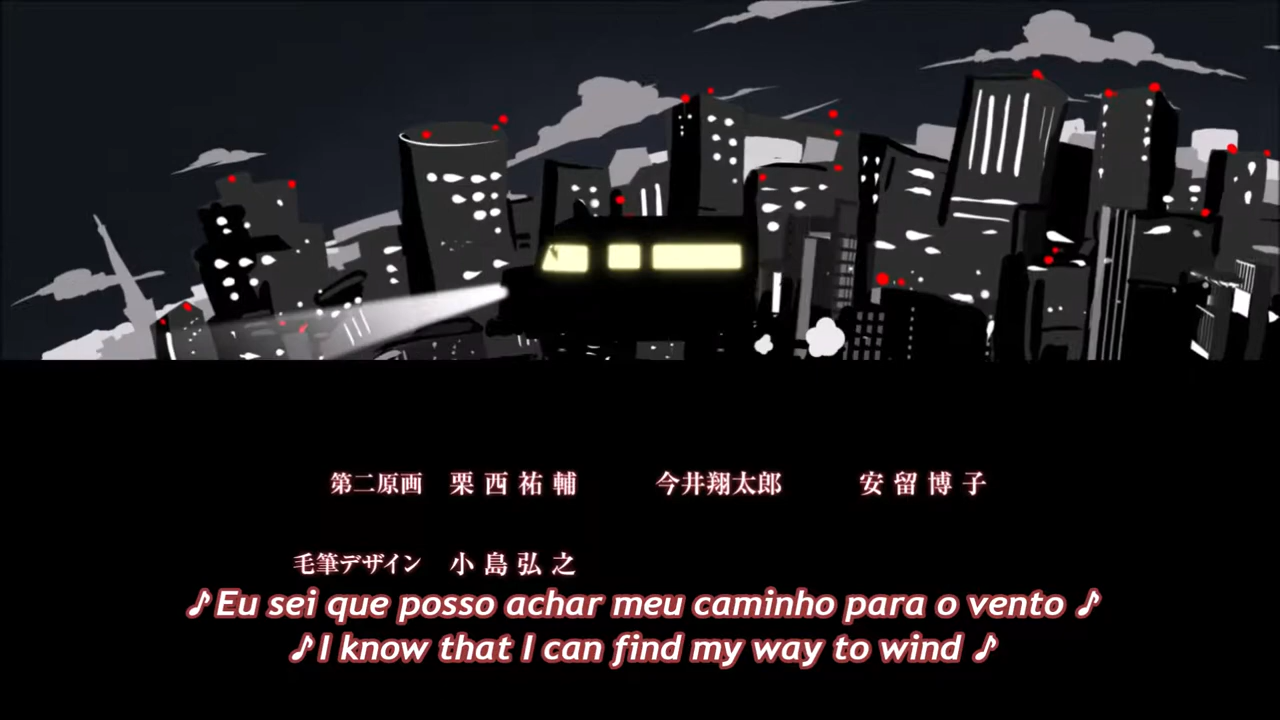 第二原画 栗西祐輔 今井翔太郎 安留博子
毛筆デザイン 小島弘之
♪Eu sei que posso achar meu caminho para o vento ♪
♪I know that I can find my way to wind ♪